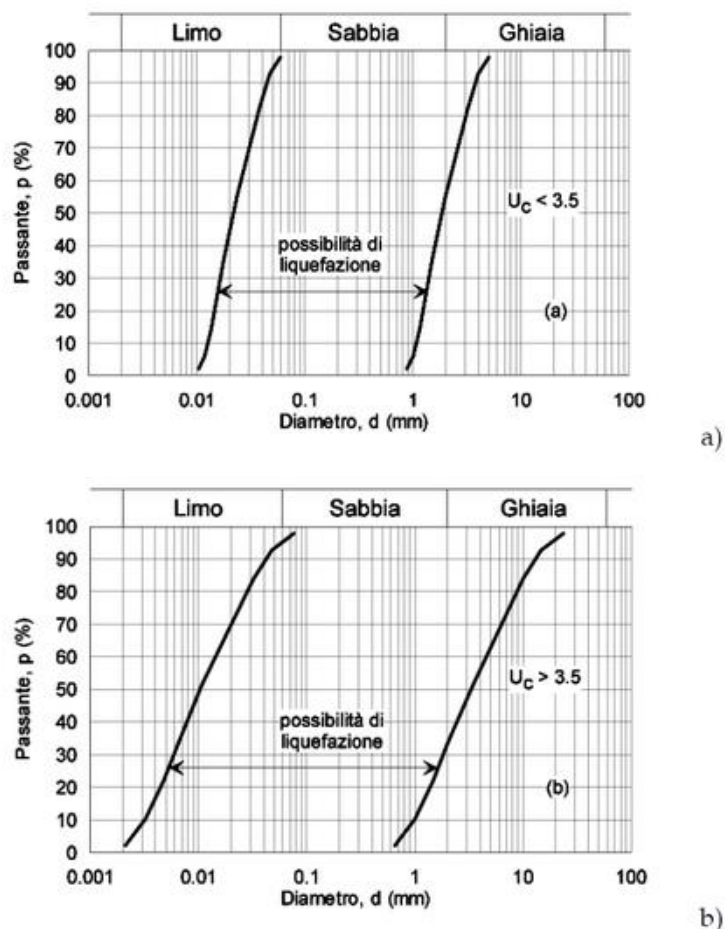 Limo Sabbia Ghiaia
100
90
80
70
60
50
40
30
20
10
0
Passante, p (%)
U_C < 3.5
possibilità di
liquefazione
(a)
0.001 0.01 0.1 1 10 100
Diametro, d (mm)
a)
Limo Sabbia Ghiaia
100
90
80
70
60
50
40
30
20
10
0
Passante, p (%)
U_C > 3.5
possibilità di
liquefazione
(b)
0.001 0.01 0.1 1 10 100
Diametro, d (mm)
b)